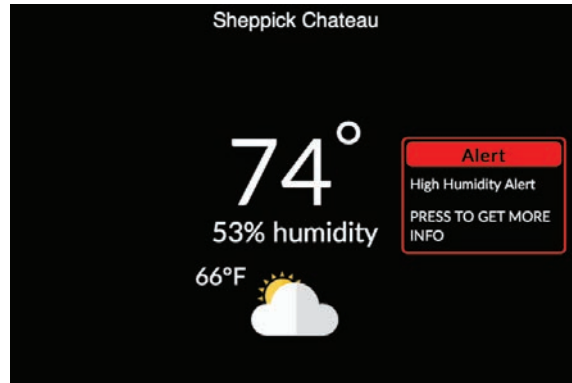 Sheppick Chateau
74°
53% humidity
66°F
Alert
High Humidity Alert
PRESS TO GET MORE
INFO